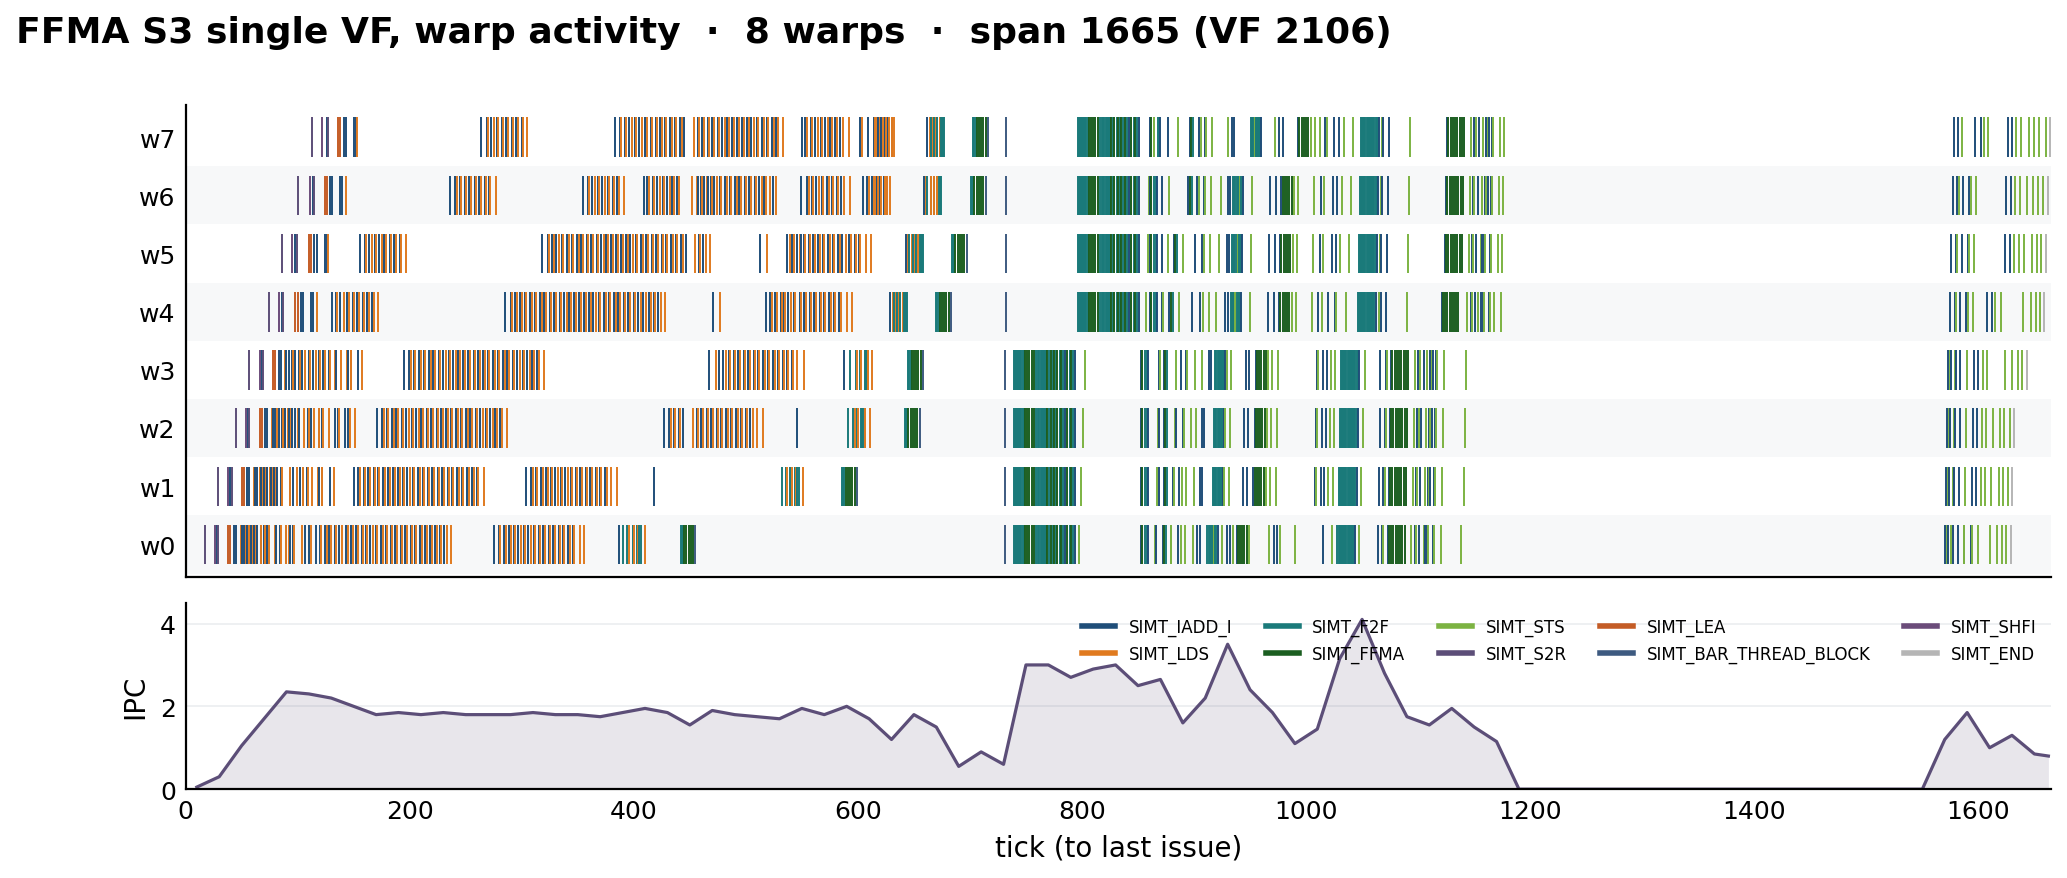 FFMA S3 single VF, warp activity · 8 warps · span 1665 (VF 2106)
w7
w6
w5
w4
w3
w2
w1
w0
IPC
4
2
0
SIMT_IADD_I SIMT_F2F SIMT_STS SIMT_LEA SIMT_SHFI
SIMT_LDS SIMT_FFMA SIMT_S2R SIMT_BAR_THREAD_BLOCK SIMT_END
0 200 400 600 800 1000 1200 1400 1600
tick (to last issue)